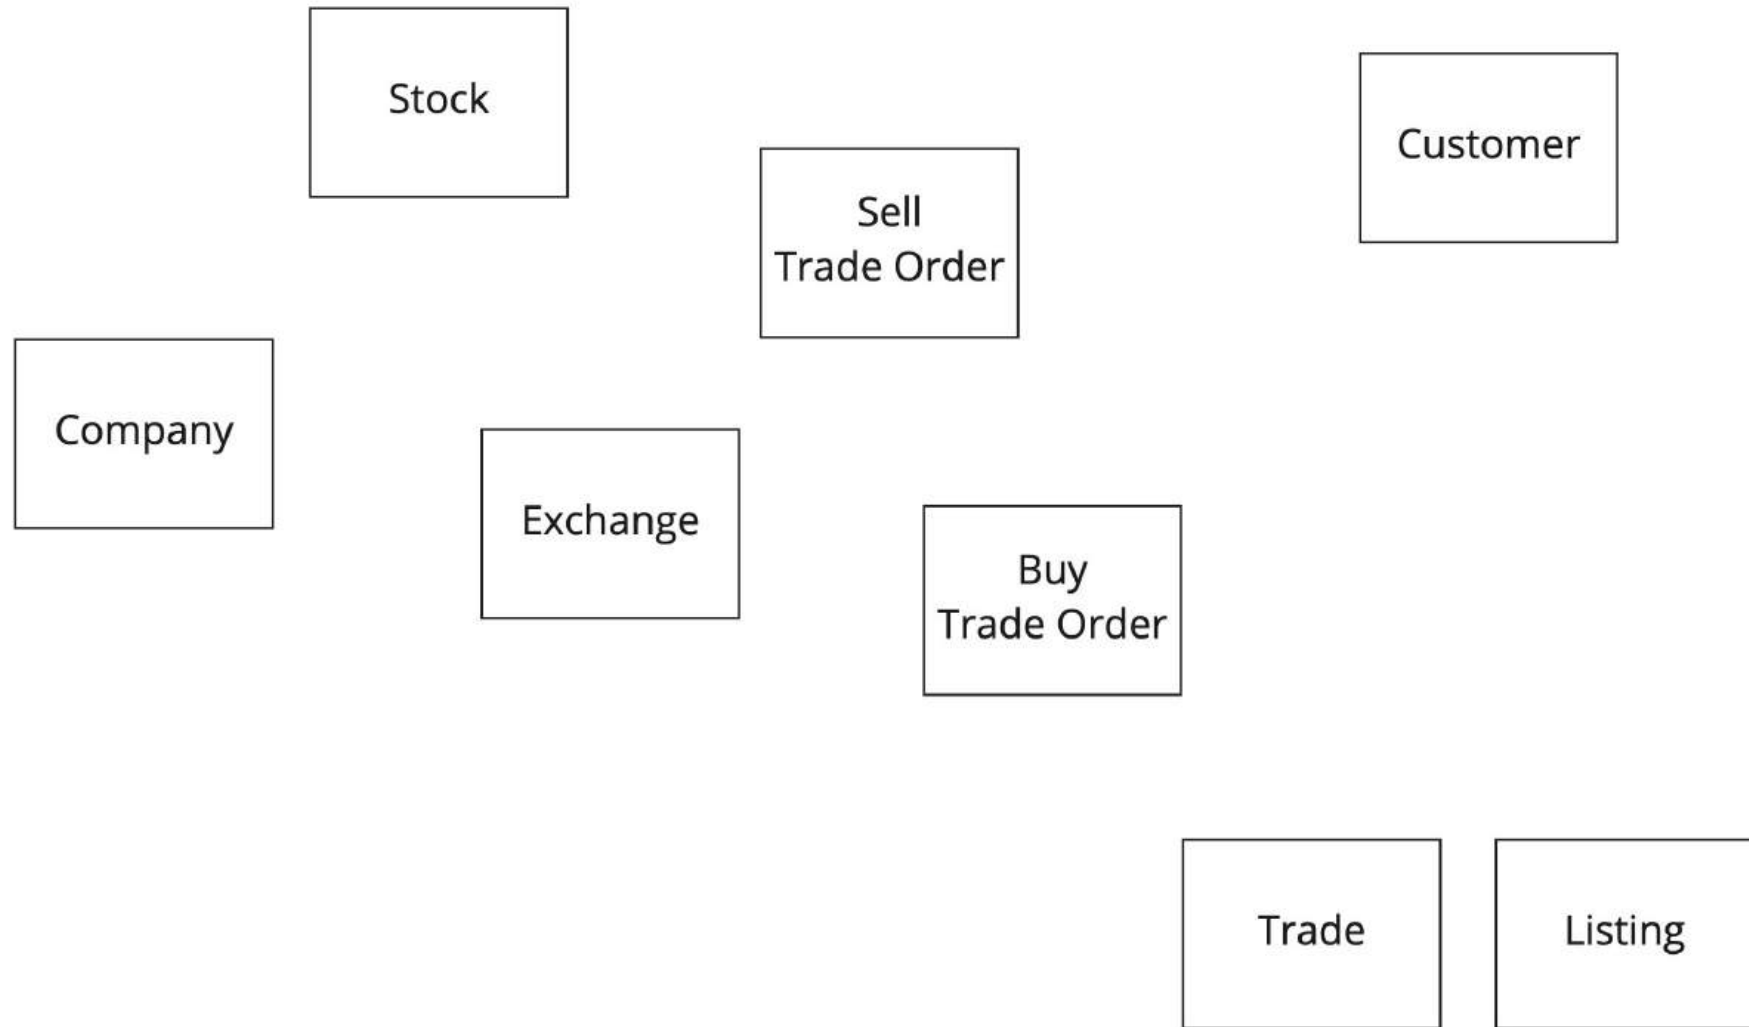 Stock
Customer
Sell
Trade Order
Company
Exchange
Buy
Trade Order
Trade
Listing